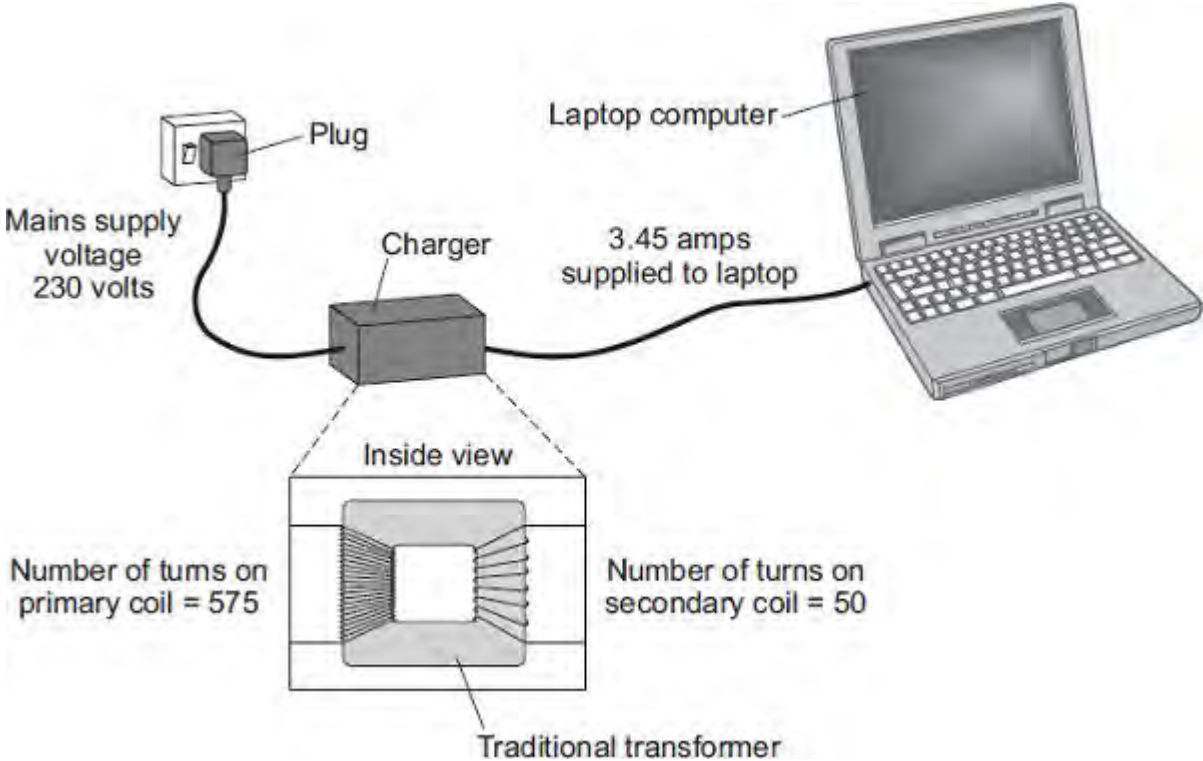 Laptop computer
Plug
Mains supply
voltage
230 volts
Charger
3.45 amps
supplied to laptop
Inside view
Number of turns on
primary coil = 575
Number of turns on
secondary coil = 50
Traditional transformer